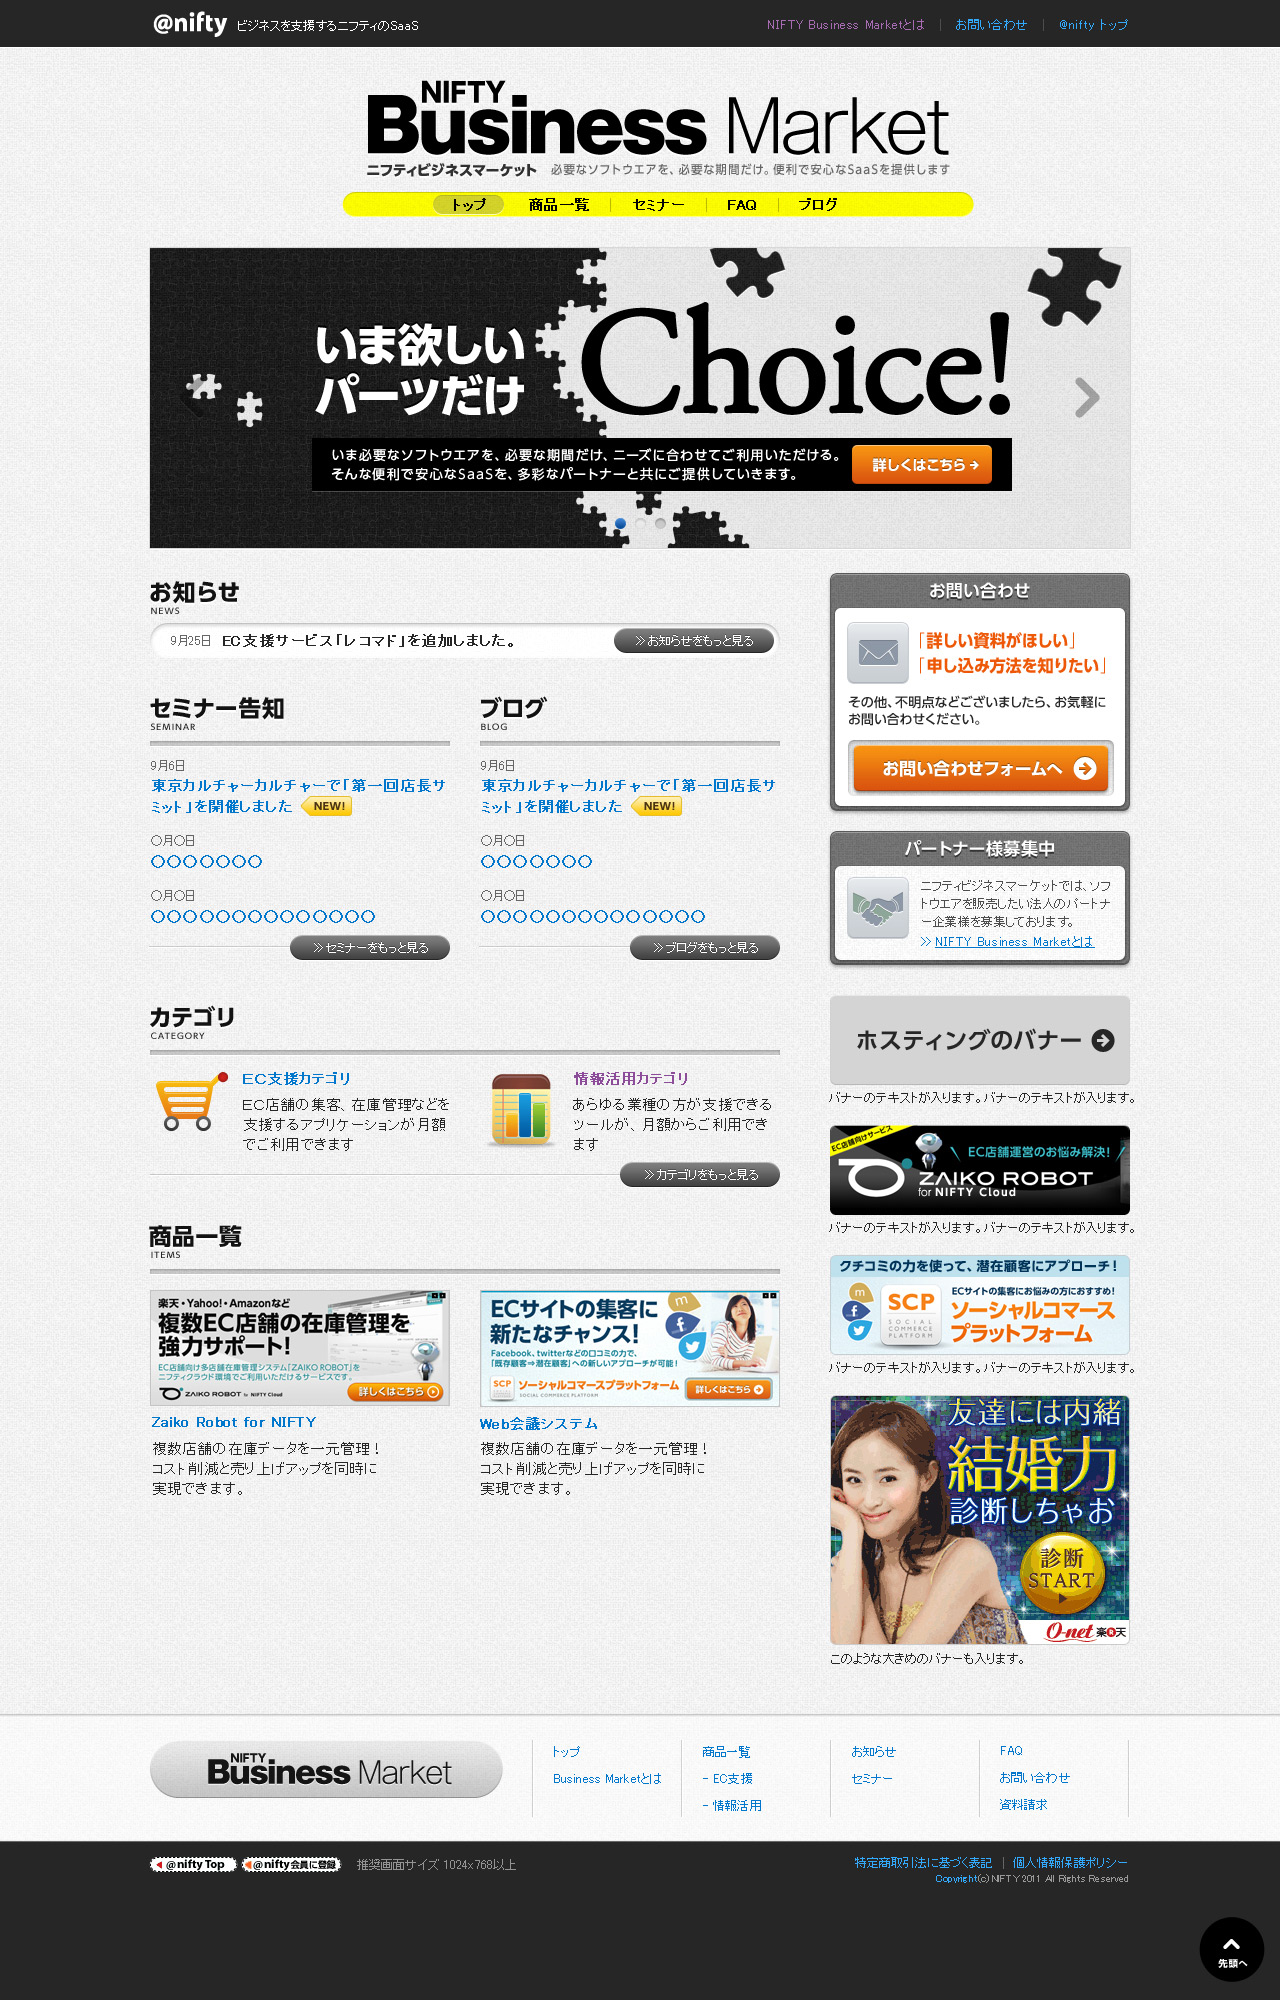 @nifty ビジネスを支援するニフティのSaaS
NIFTY Business Marketとは | お問い合わせ | @nifty トップ
NIFTY
Business Market
ニフティビジネスマーケット 必要なソフトウエアを、必要な期間だけ。便利で安心なSaaSを提供します
トップ 商品一覧 | セミナー | FAQ | ブログ
いま欲しい
パーツだけ
Choice!
いま必要なソフトウエアを、必要な期間だけ、ニーズに合わせてご利用いただける。
そんな便利で安心なSaaSを、多彩なパートナーと共にご提供していきます。
詳しくはこちら
お知らせ
NEWS
9月25日 EC支援サービス「レコマド」を追加しました。
お知らせをもっと見る
セミナー告知
SEMINAR
9月6日
東京カルチャーカルチャーで「第一回店長サ
ミット」を開催しました NEW!
〇月〇日
〇〇〇〇〇〇〇
〇月〇日
〇〇〇〇〇〇〇〇〇〇〇〇〇〇
セミナーをもっと見る
ブログ
BLOG
9月6日
東京カルチャーカルチャーで「第一回店長サ
ミット」を開催しました NEW!
〇月〇日
〇〇〇〇〇〇〇
〇月〇日
〇〇〇〇〇〇〇〇〇〇〇〇〇〇
ブログをもっと見る
カテゴリ
CATEGORY
EC支援カテゴリ
EC店舗の集客、在庫管理などを
支援するアプリケーションが月額
でご利用できます
情報活用カテゴリ
あらゆる業種の方が支援できる
ツールが、月額からご利用でき
ます
カテゴリをもっと見る
商品一覧
ITEMS
楽天・Yahoo!・Amazonなど
複数EC店舗の在庫管理を
強力サポート!
EC店舗向け多店舗在庫管理システム「ZAIKO ROBOT」を
ニフティクラウド環境でご利用いただけるサービスです。
ZAIKO ROBOT for NIFTY Cloud
詳しくはこちら
Zaiko Robot for NIFTY
複数店舗の在庫データを一元管理!
コスト削減と売り上げアップを同時に
実現できます。
ECサイトの集客に
新たなチャンス!
Facebook、twitterなどの口コミの力で、
「既存顧客⇒潜在顧客」への新しいアプローチが可能!
SCP ソーシャルコマースプラットフォーム
SOCIAL COMMERCE PLATFORM
詳しくはこちら
Web会議システム
複数店舗の在庫データを一元管理!
コスト削減と売り上げアップを同時に
実現できます。
お問い合わせ
「詳しい資料がほしい」
「申し込み方法を知りたい」
その他、不明点などございましたら、お気軽に
お問い合わせください。
お問い合わせフォームへ
パートナー様募集中
ニフティビジネスマーケットでは、ソフ
トウエアを販売したい法人のパートナ
ー企業様を募集しております。
NIFTY Business Marketとは
ホスティングのバナー
バナーのテキストが入ります。バナーのテキストが入ります。
EC店舗向けサービス
EC店舗運営のお悩み解決!
ZAIKO ROBOT
for NIFTY Cloud
バナーのテキストが入ります。バナーのテキストが入ります。
クチコミの力を使って、潜在顧客にアプローチ!
ECサイトの集客にお悩みの方におすすめ!
SCP
SOCIAL
COMMERCE
PLATFORM
ソーシャルコマース
プラットフォーム
バナーのテキストが入ります。バナーのテキストが入ります。
友達には内緒
結婚力
診断しちゃお
診断
START
O-net 楽天
このような大きめのバナーも入ります。
NIFTY
Business Market
トップ
Business Marketとは
商品一覧
- EC支援
- 情報活用
お知らせ
セミナー
FAQ
お問い合わせ
資料請求
@nifty Top @nifty会員に登録 推奨画面サイズ 1024x768以上
特定商取引法に基づく表記 | 個人情報保護ポリシー
Copyright(c) NIFTY 2011 All Rights Reserved
先頭へ